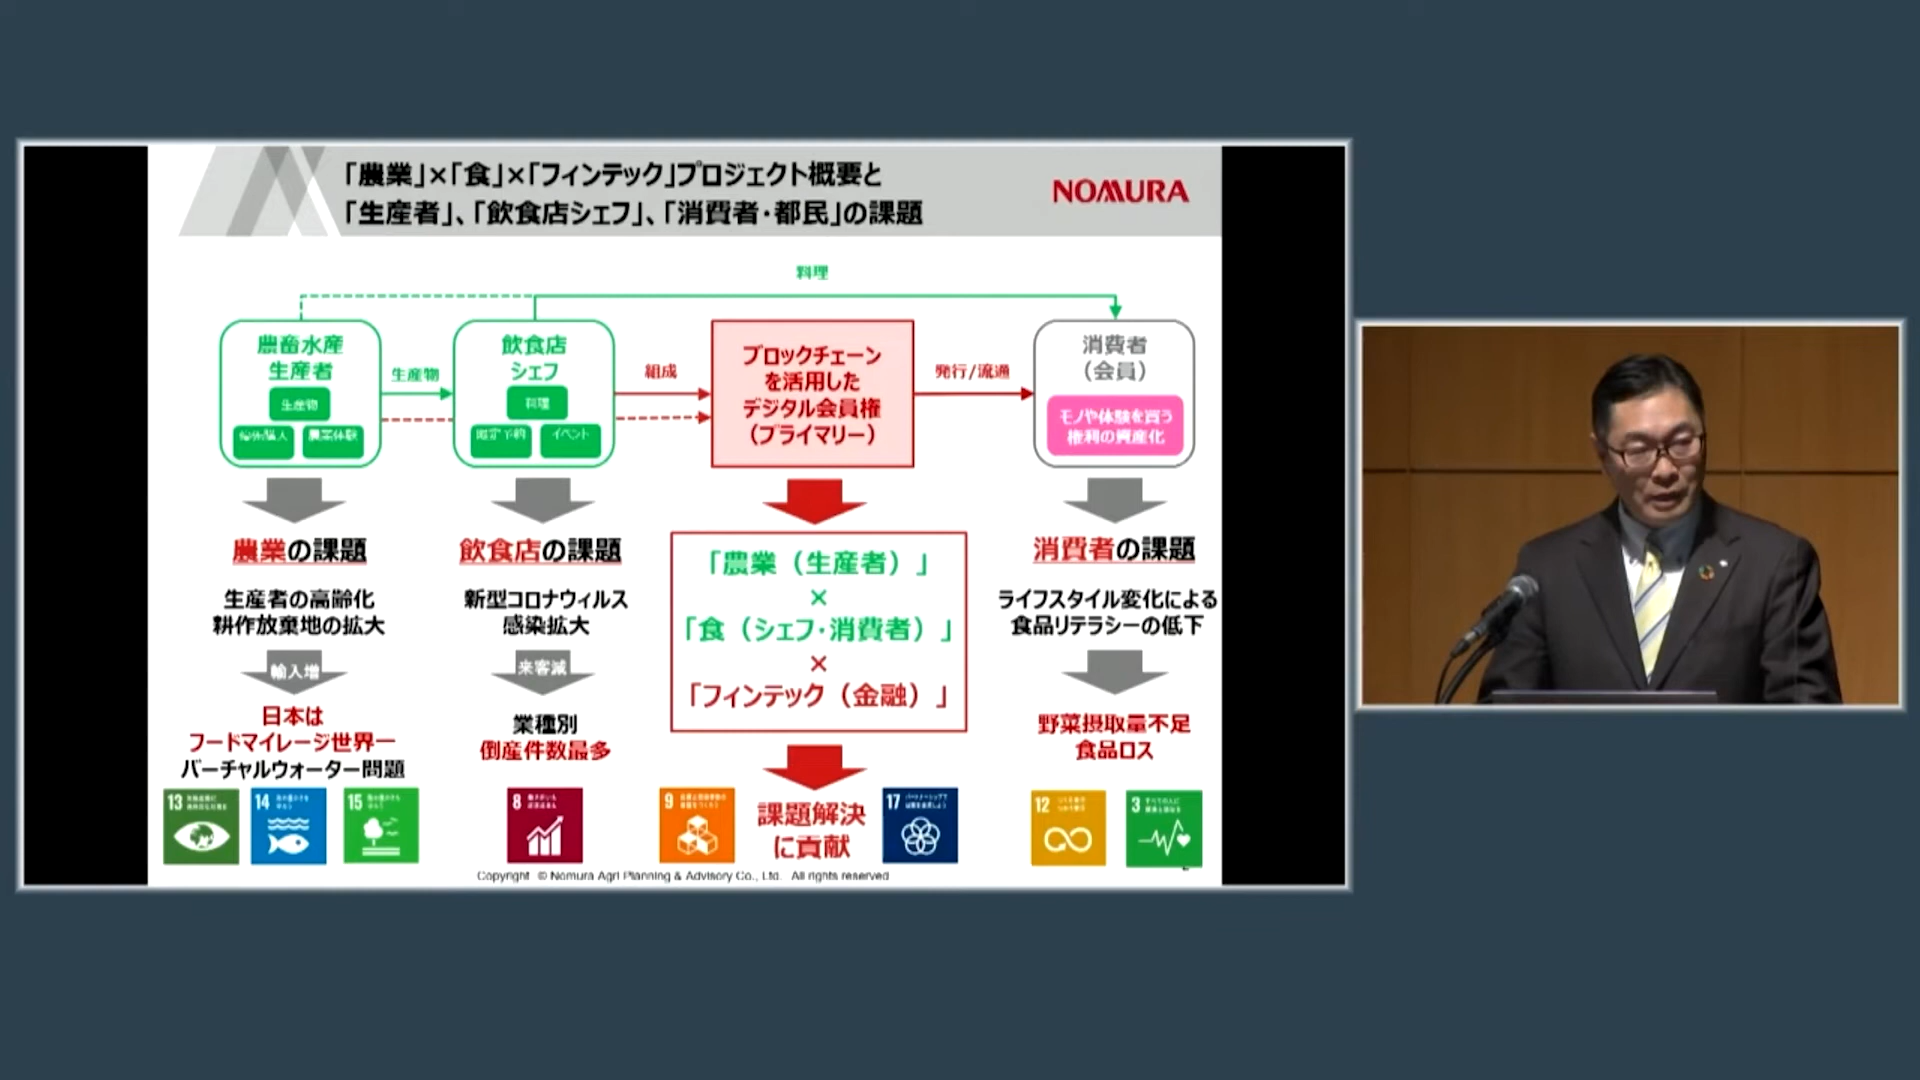 「農業」×「食」×「フィンテック」プロジェクト概要と
「生産者」、「飲食店シェフ」、「消費者・都民」の課題
NOMURA
料理
農畜水産
生産者
生産物
農業体験
生産物
飲食店
シェフ
料理
限定予約
イベント
組成
ブロックチェーン
を活用した
デジタル会員権
（プライマリー）
発行/流通
消費者
（会員）
モノや体験を買う
権利の資産化
農業の課題
生産者の高齢化
耕作放棄地の拡大
輸入増
日本は
フードマイレージ世界一
バーチャルウォーター問題
飲食店の課題
新型コロナウィルス
感染拡大
来客減
業種別
倒産件数最多
「農業（生産者）」
×
「食（シェフ・消費者）」
×
「フィンテック（金融）」
課題解決
に貢献
消費者の課題
ライフスタイル変化による
食品リテラシーの低下
野菜摂取量不足
食品ロス
13
14
15
8
9
17
12
3
Copyright © Nomura Agri Planning & Advisory Co., Ltd. All rights reserved